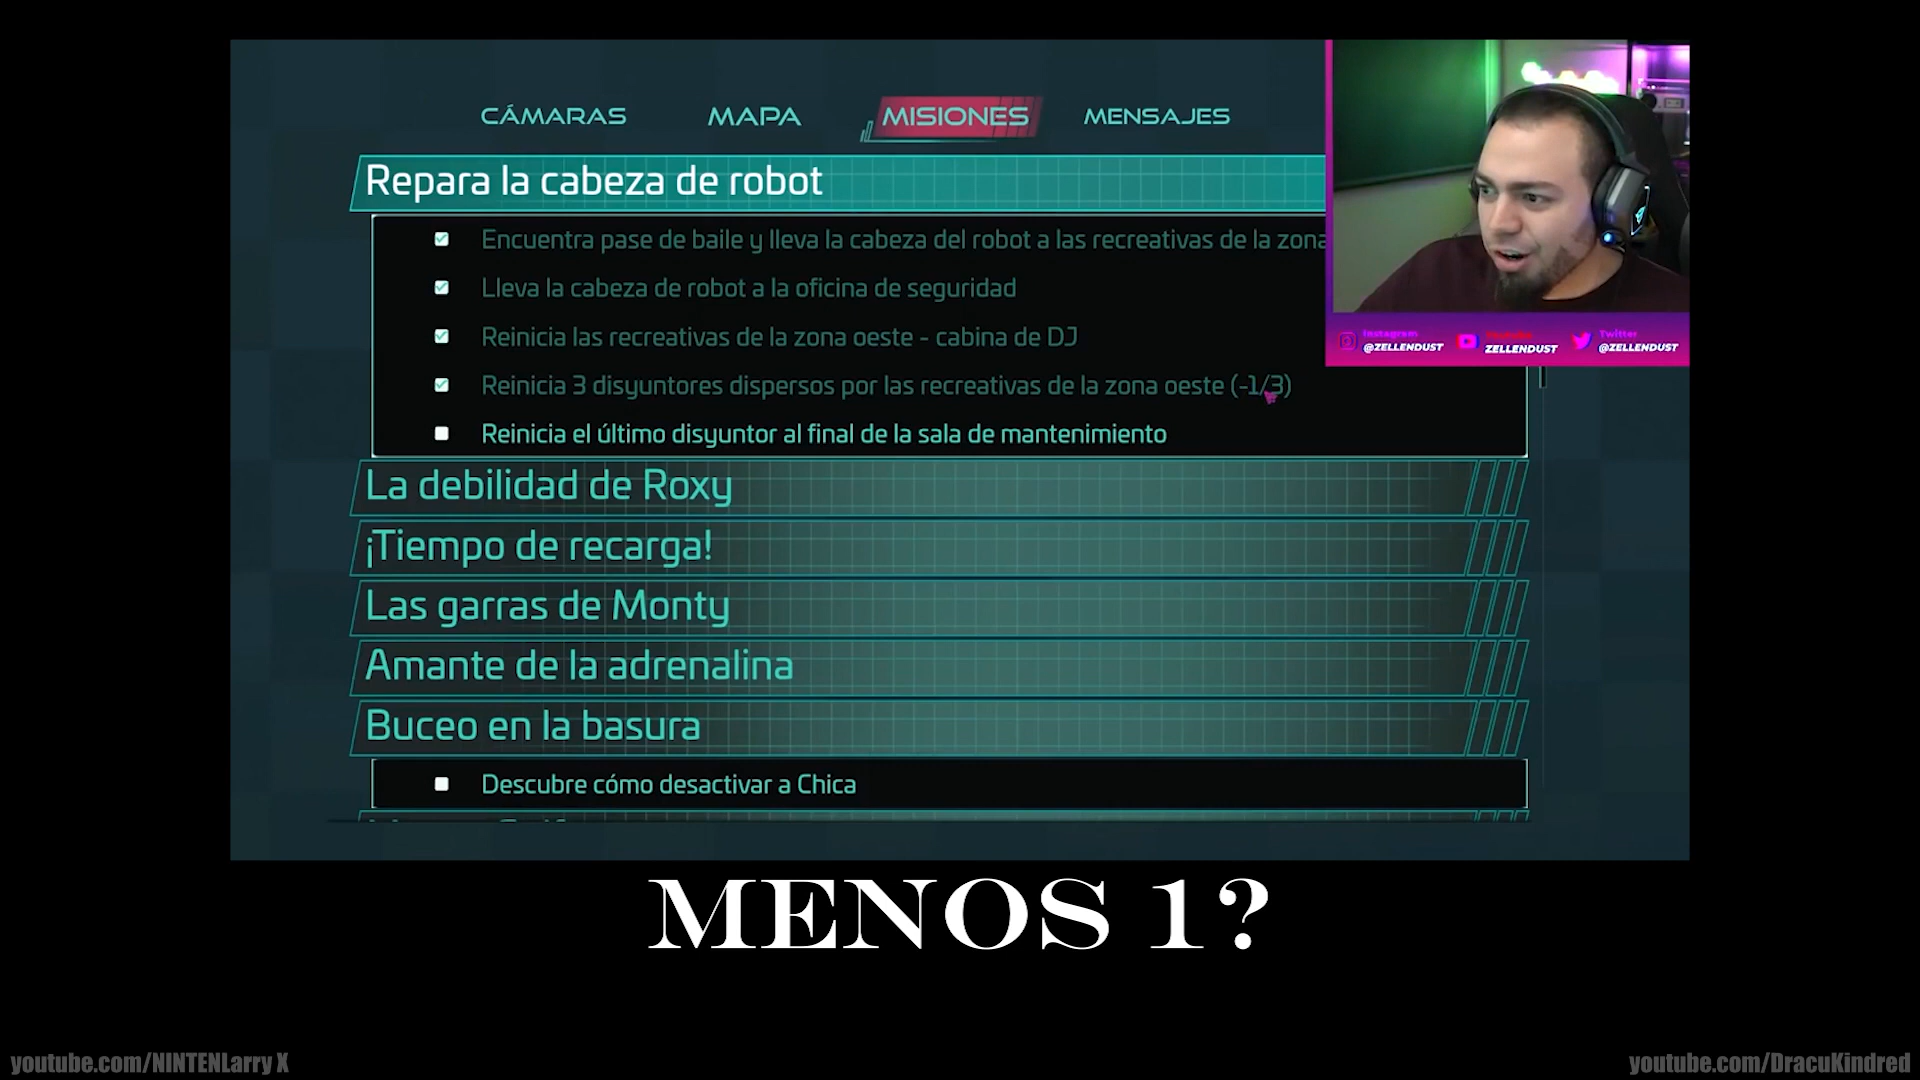 CÁMARAS MAPA MISIONES MENSAJES
Repara la cabeza de robot
Encuentra pase de baile y lleva la cabeza del robot a las recreativas de la zona
Lleva la cabeza de robot a la oficina de seguridad
Reinicia las recreativas de la zona oeste - cabina de DJ
Reinicia 3 disyuntores dispersos por las recreativas de la zona oeste (-1/3)
Reinicia el último disyuntor al final de la sala de mantenimiento
La debilidad de Roxy
¡Tiempo de recarga!
Las garras de Monty
Amante de la adrenalina
Buceo en la basura
Descubre cómo desactivar a Chica
Instagram
@ZELLENDUST
ZELLENDUST
Twitter
@ZELLENDUST
MENOS 1?
youtube.com/NINTENLarry X
youtube.com/DracuKindred